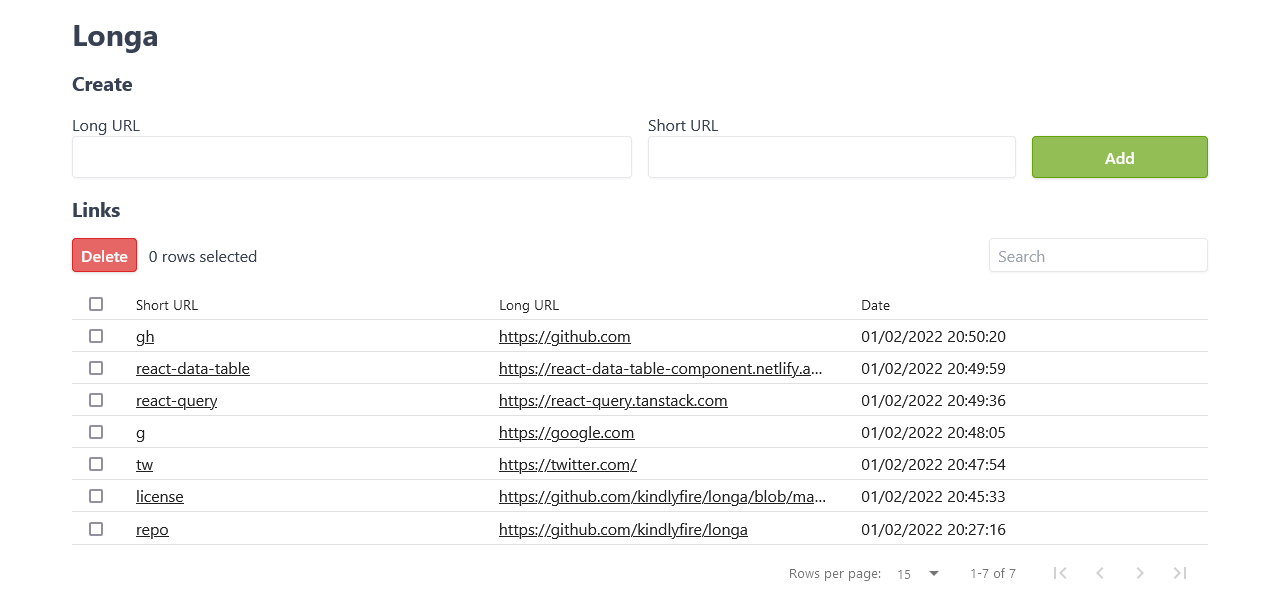 Longa
Create
Long URL Short URL
Add
Links
Delete 0 rows selected Search
Short URL Long URL Date
gh https://github.com 01/02/2022 20:50:20
react-data-table https://react-data-table-component.netlify.a... 01/02/2022 20:49:59
react-query https://react-query.tanstack.com 01/02/2022 20:49:36
g https://google.com 01/02/2022 20:48:05
tw https://twitter.com/ 01/02/2022 20:47:54
license https://github.com/kindlyfire/longa/blob/ma... 01/02/2022 20:45:33
repo https://github.com/kindlyfire/longa 01/02/2022 20:27:16
Rows per page: 15 1-7 of 7